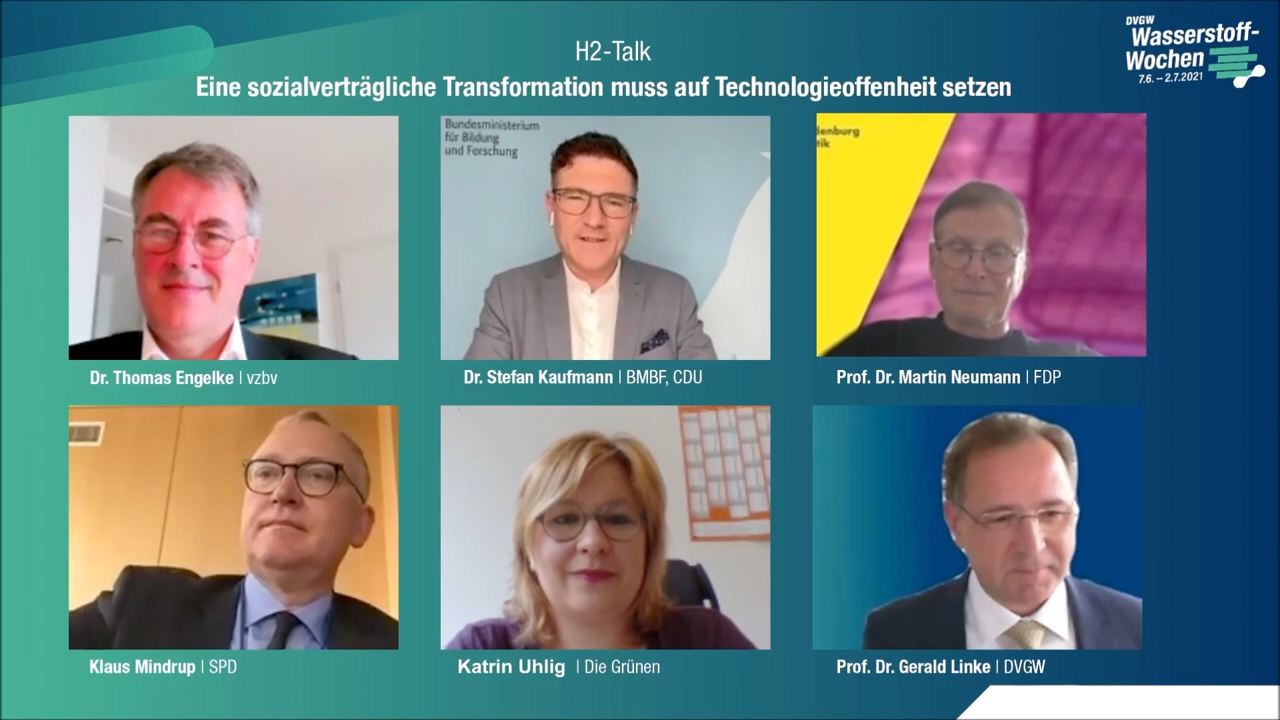 DVGW
Wasserstoff-
Wochen
7.6. – 2.7.2021
H2-Talk
Eine sozialverträgliche Transformation muss auf Technologieoffenheit setzen
Bundesministerium
für Bildung
und Forschung
Dr. Thomas Engelke | vzbv
Dr. Stefan Kaufmann | BMBF, CDU
Prof. Dr. Martin Neumann | FDP
Klaus Mindrup | SPD
Katrin Uhlig | Die Grünen
Prof. Dr. Gerald Linke | DVGW